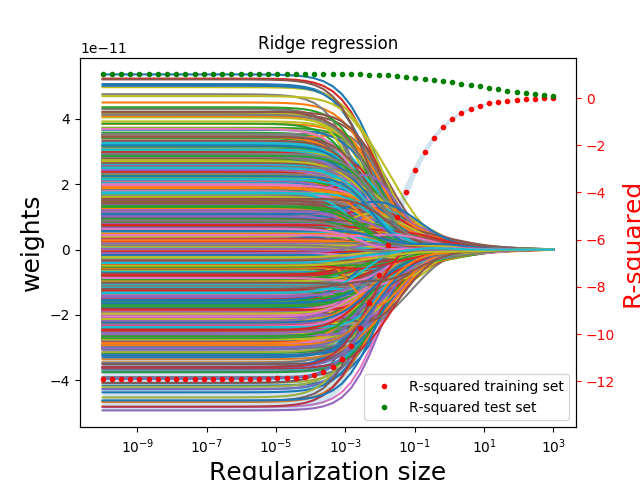 Ridge regression
1e−11
4
2
0
−2
−4
weights
0
−2
−4
−6
−8
−10
−12
R-squared
R-squared training set
R-squared test set
10⁻⁹
10⁻⁷
10⁻⁵
10⁻³
10⁻¹
10¹
10³
Regularization size